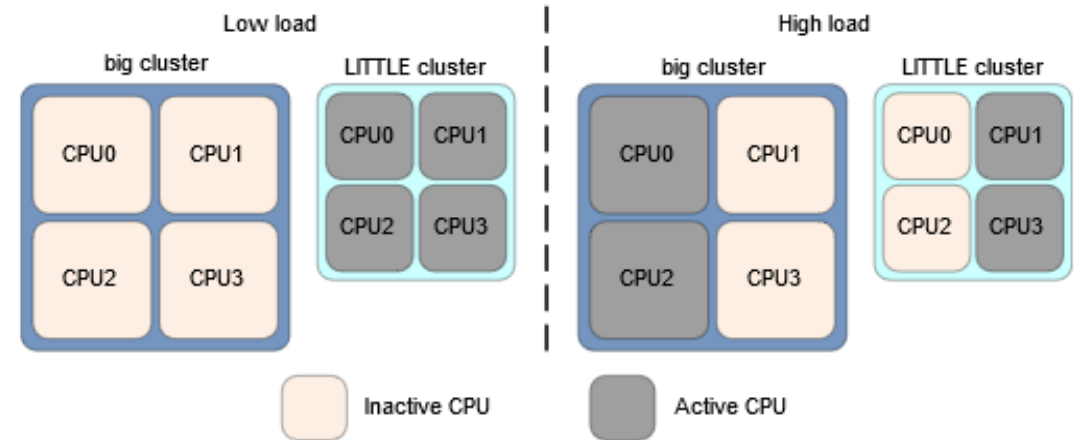 Low load
High load
big cluster
LITTLE cluster
big cluster
LITTLE cluster
CPU0
CPU1
CPU2
CPU3
CPU0
CPU1
CPU2
CPU3
CPU0
CPU1
CPU2
CPU3
CPU0
CPU1
CPU2
CPU3
Inactive CPU
Active CPU